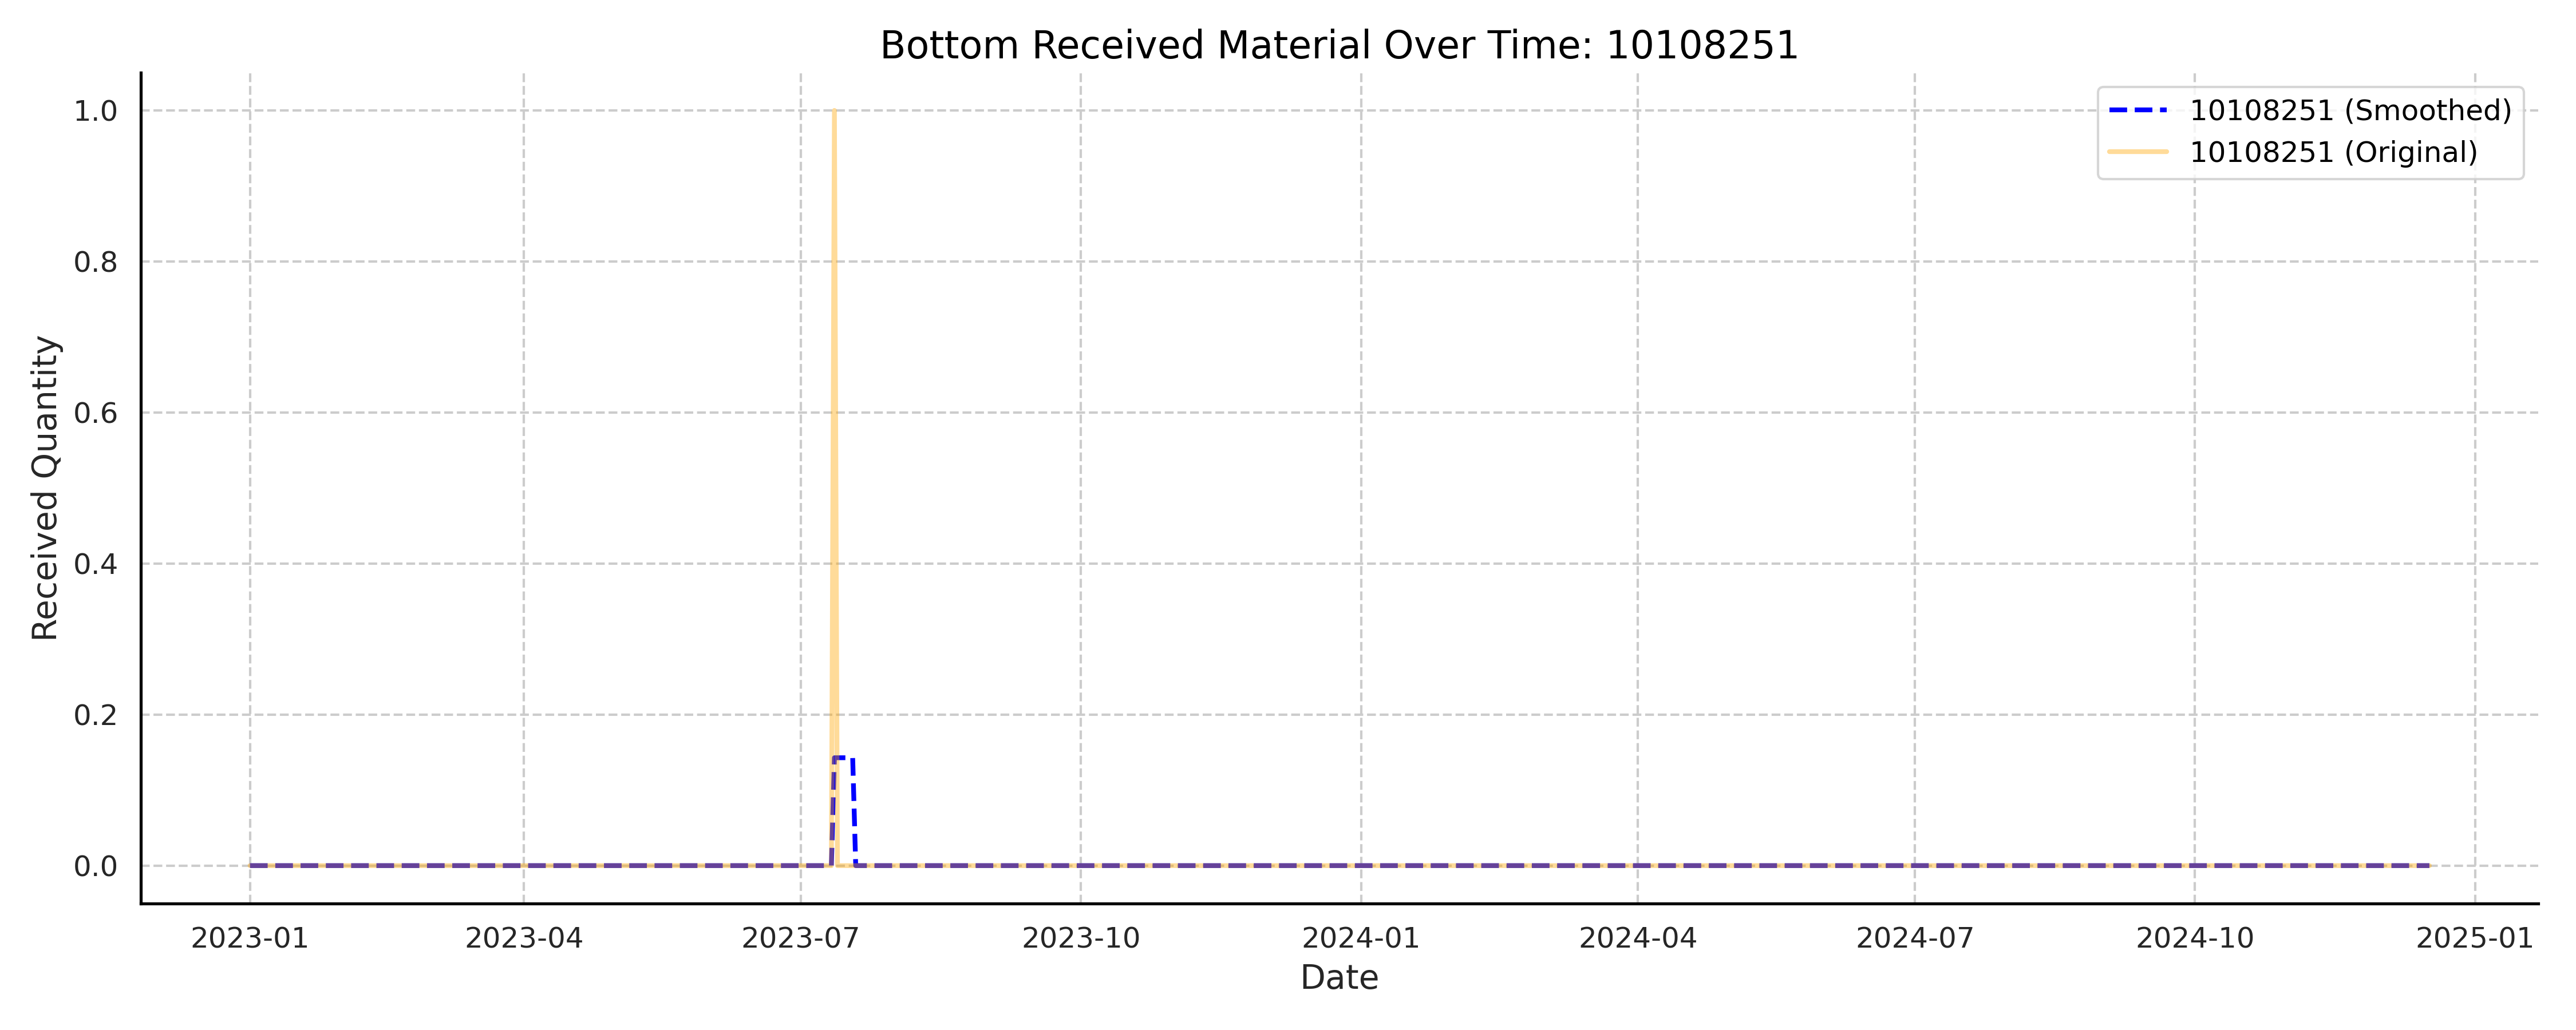 Bottom Received Material Over Time: 10108251
10108251 (Smoothed)
10108251 (Original)
Received Quantity
1.0
0.8
0.6
0.4
0.2
0.0
2023-01 2023-04 2023-07 2023-10 2024-01 2024-04 2024-07 2024-10 2025-01
Date